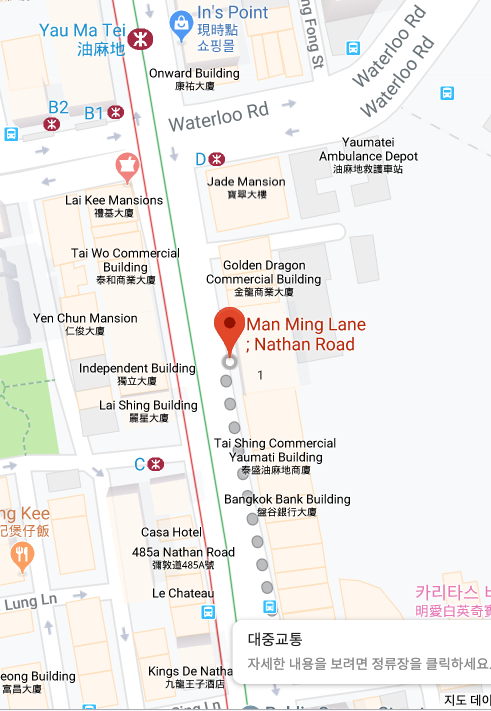 In's Point
現時點
쇼핑몰
Yau Ma Tei
油麻地
Fong St
Waterloo Rd
Waterloo Rd
Onward Building
康祐大廈
B2
B1
Waterloo Rd
D
Yaumatei
Ambulance Depot
油麻地救護車站
Jade Mansion
寶翠大樓
Lai Kee Mansions
禮基大廈
Tai Wo Commercial
Building
泰和商業大廈
Golden Dragon
Commercial Building
金龍商業大廈
Yen Chun Mansion
仁俊大廈
Man Ming Lane
; Nathan Road
Independent Building
獨立大廈
1
Lai Shing Building
麗星大廈
Tai Shing Commercial
Yaumati Building
泰盛油麻地商廈
C
Bangkok Bank Building
盤谷銀行大廈
ng Kee
記煲仔飯
Casa Hotel
485a Nathan Road
彌敦道485A號
Le Chateau
Lung Ln
카리타스
明愛白英奇
대중교통
자세한 내용을 보려면 정류장을 클릭하세요.
eong Building
富昌大廈
Kings De Natha
九龍王子酒店
지도 데이